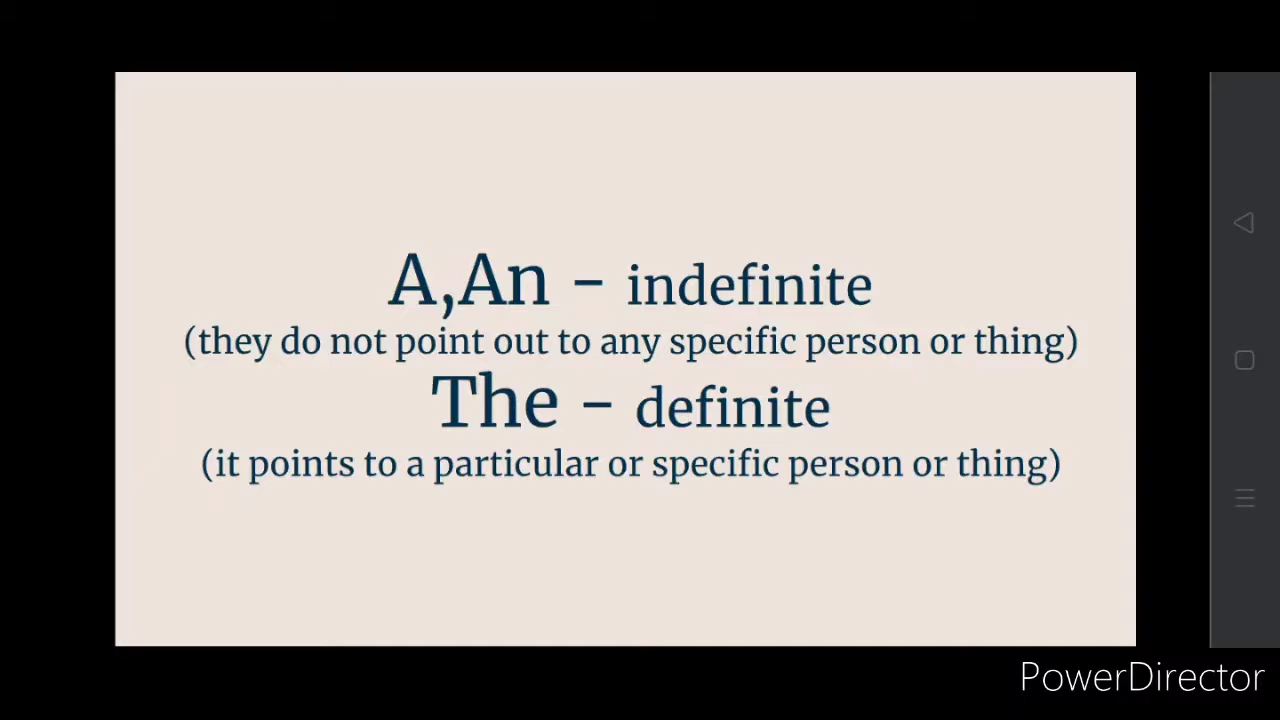 A,An - indefinite
(they do not point out to any specific person or thing)
The - definite
(it points to a particular or specific person or thing)
PowerDirector